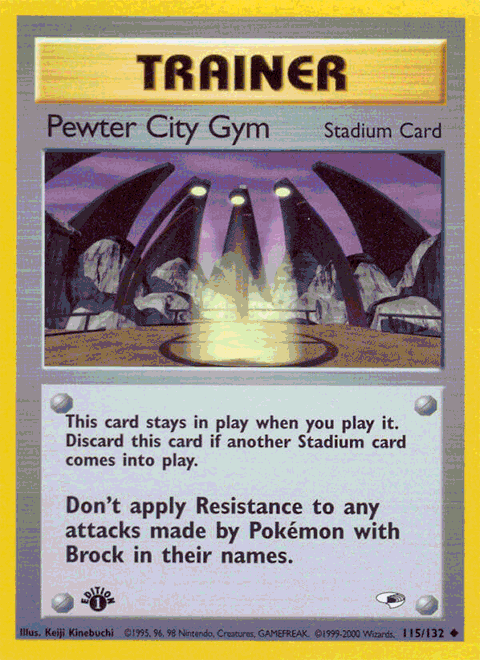 TRAINER
Pewter City Gym Stadium Card
This card stays in play when you play it.
Discard this card if another Stadium card
comes into play.
Don't apply Resistance to any
attacks made by Pokémon with
Brock in their names.
EDITION
1
Illus. Keiji Kinebuchi ©1995, 96, 98 Nintendo, Creatures, GAMEFREAK. ©1999-2000 Wizards. 115/132